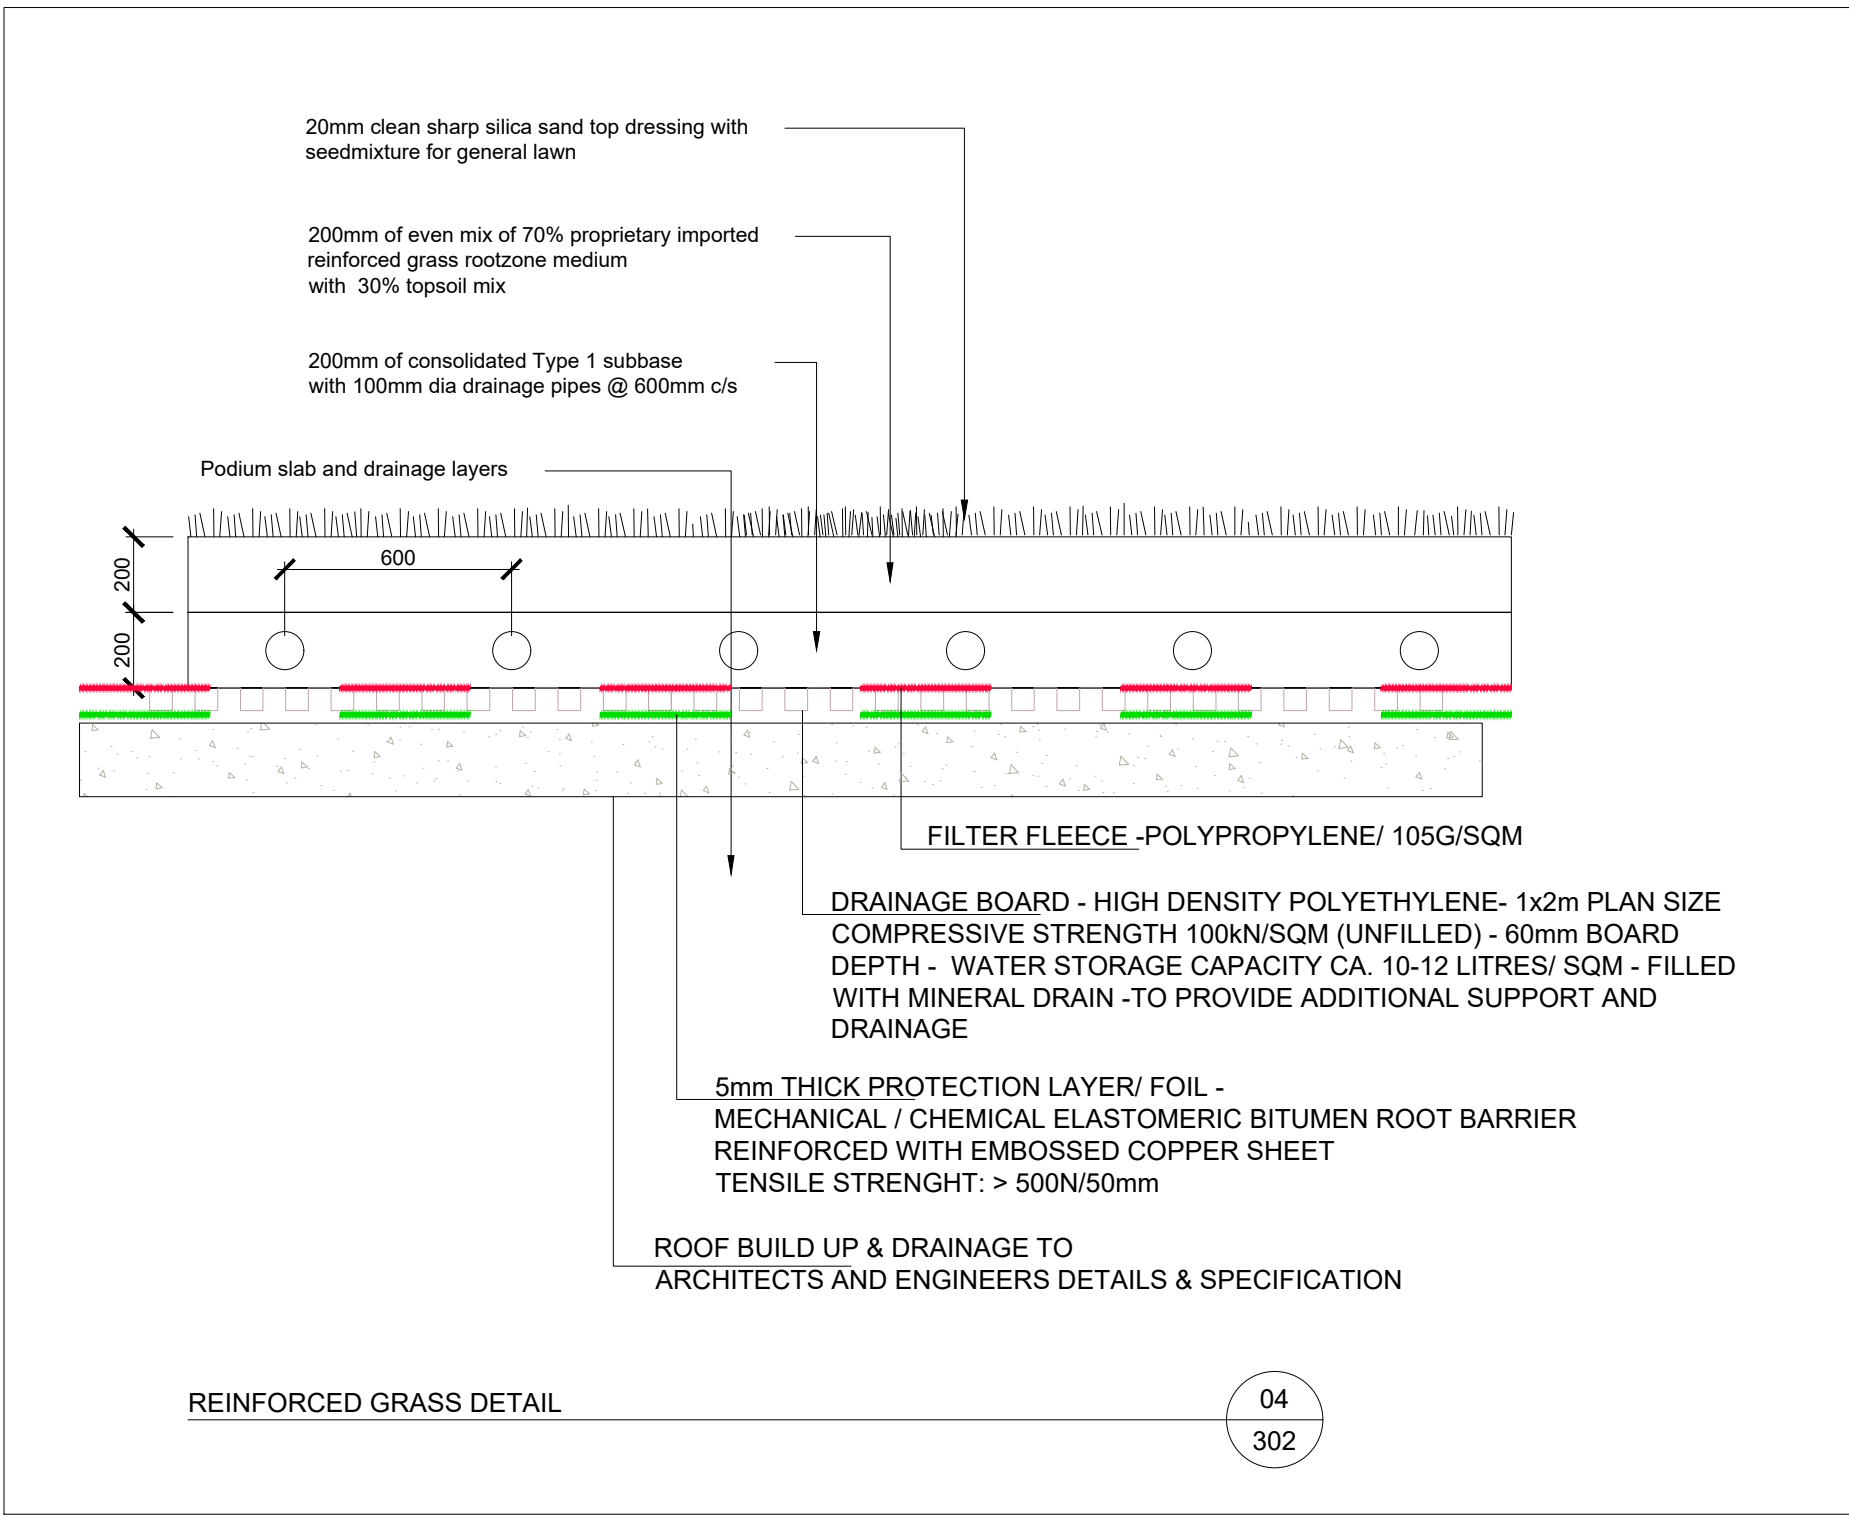 20mm clean sharp silica sand top dressing with
seedmixture for general lawn
200mm of even mix of 70% proprietary imported
reinforced grass rootzone medium
with  30% topsoil mix
200mm of consolidated Type 1 subbase
with 100mm dia drainage pipes @ 600mm c/s
Podium slab and drainage layers
600
200
200
FILTER FLEECE -POLYPROPYLENE/ 105G/SQM
DRAINAGE BOARD - HIGH DENSITY POLYETHYLENE- 1x2m PLAN SIZE
COMPRESSIVE STRENGTH 100kN/SQM (UNFILLED) - 60mm BOARD
DEPTH -  WATER STORAGE CAPACITY CA. 10-12 LITRES/ SQM - FILLED
WITH MINERAL DRAIN -TO PROVIDE ADDITIONAL SUPPORT AND
DRAINAGE
5mm THICK PROTECTION LAYER/ FOIL -
MECHANICAL / CHEMICAL ELASTOMERIC BITUMEN ROOT BARRIER
REINFORCED WITH EMBOSSED COPPER SHEET
TENSILE STRENGHT: > 500N/50mm
ROOF BUILD UP & DRAINAGE TO
ARCHITECTS AND ENGINEERS DETAILS & SPECIFICATION
REINFORCED GRASS DETAIL
04
302